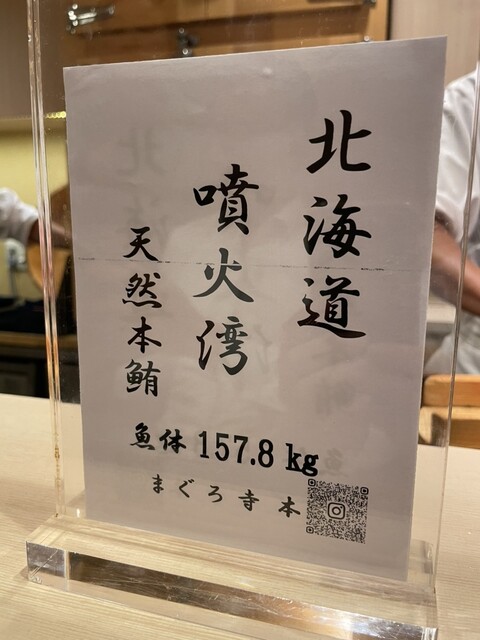 北海道
噴火湾
天然本鮪
魚体 157.8 kg
まぐろ寺本